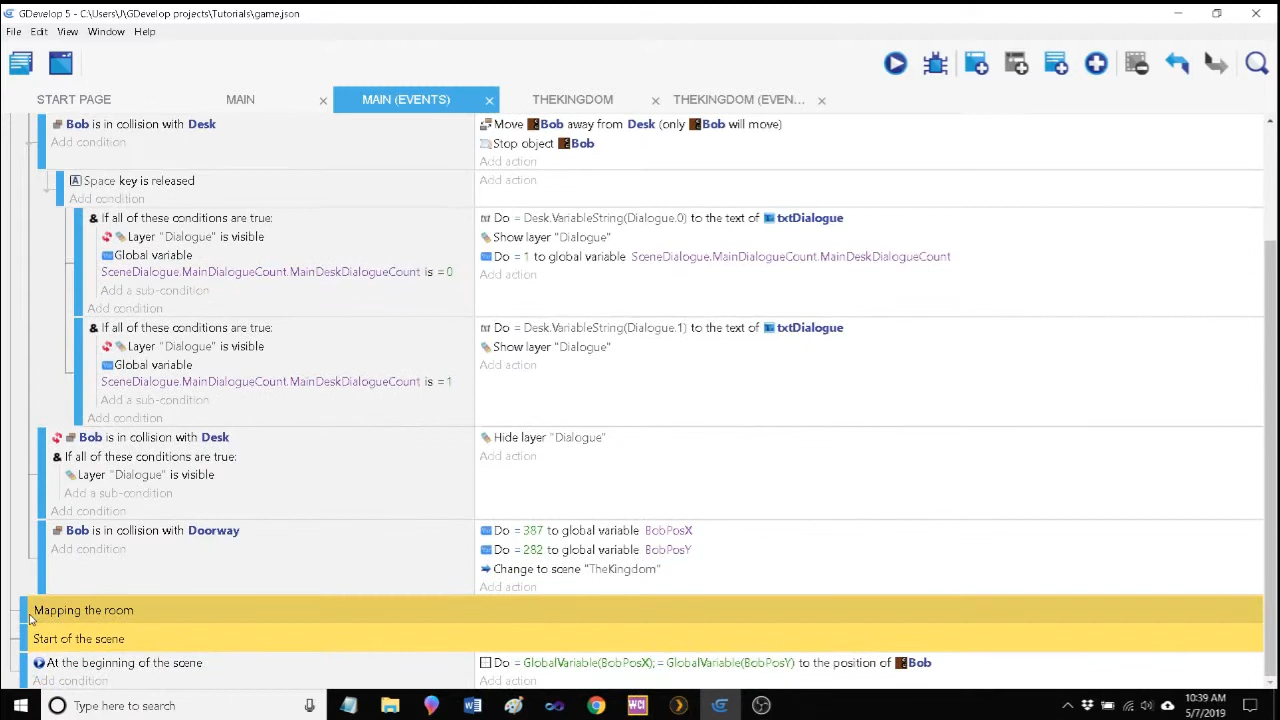 GDevelop 5 - C:\Users\J\GDevelop projects\Tutorials\game.json
File Edit View Window Help
START PAGE MAIN MAIN (EVENTS) THEKINGDOM THEKINGDOM (EVEN...
Bob is in collision with Desk
Add condition
Move Bob away from Desk (only Bob will move)
Stop object Bob
Add action
Space key is released
Add condition
Add action
& If all of these conditions are true:
Layer "Dialogue" is visible
Global variable
SceneDialogue.MainDialogueCount.MainDeskDialogueCount is = 0
Add a sub-condition
Add condition
Do = Desk.VariableString(Dialogue.0) to the text of txtDialogue
Show layer "Dialogue"
Do = 1 to global variable SceneDialogue.MainDialogueCount.MainDeskDialogueCount
Add action
& If all of these conditions are true:
Layer "Dialogue" is visible
Global variable
SceneDialogue.MainDialogueCount.MainDeskDialogueCount is = 1
Add a sub-condition
Add condition
Do = Desk.VariableString(Dialogue.1) to the text of txtDialogue
Show layer "Dialogue"
Add action
Bob is in collision with Desk
& If all of these conditions are true:
Layer "Dialogue" is visible
Add a sub-condition
Add condition
Hide layer "Dialogue"
Add action
Bob is in collision with Doorway
Add condition
Do = 387 to global variable BobPosX
Do = 282 to global variable BobPosY
Change to scene "TheKingdom"
Add action
Mapping the room
Start of the scene
At the beginning of the scene
Add condition
Do = GlobalVariable(BobPosX); = GlobalVariable(BobPosY) to the position of Bob
Add action
Type here to search
10:39 AM
5/7/2019